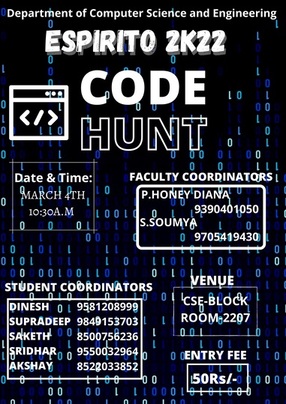 Department of Computer Science and Engineering
ESPIRITO 2K22
CODE
HUNT
Date & Time:
MARCH 4TH
10:30A.M
FACULTY COORDINATORS
P.HONEY DIANA
9390401050
S.SOUMYA
9705419430
STUDENT COORDINATORS
DINESH 9581208999
SUPRADEEP 9849153703
SAKETH 8500756236
SRIDHAR 9550032964
AKSHAY 8522033852
VENUE
CSE-BLOCK
ROOM-2207
ENTRY FEE
50Rs/-